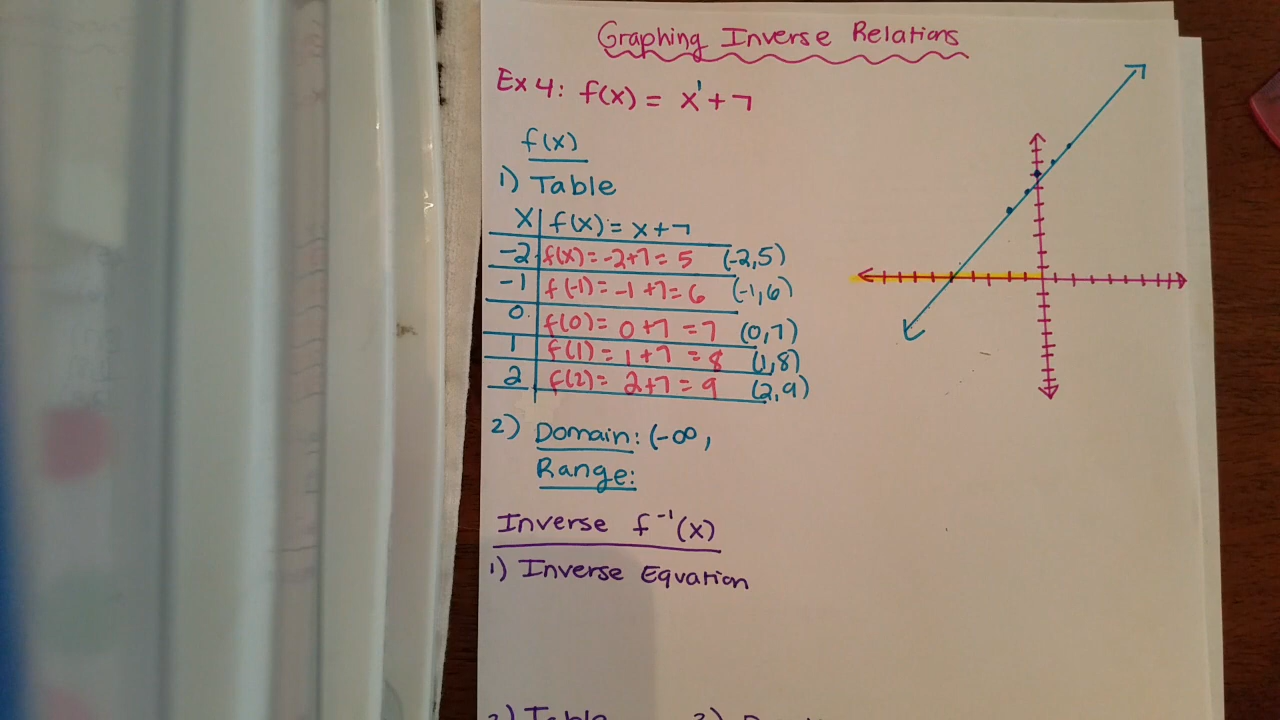 Graphing Inverse Relations
Ex 4: f(x) = x¹ + 7
f(x)
1) Table
x f(x) = x + 7
-2 f(x) = -2+7 = 5 (-2,5)
-1 f(-1) = -1 +7 = 6 (-1,6)
0 f(0) = 0+7 = 7 (0,7)
1 f(1) = 1+7 = 8 (1,8)
2 f(2) = 2+7 = 9 (2,9)
2) Domain: (-∞,
Range:
Inverse f⁻¹(x)
1) Inverse Equation
2) Table